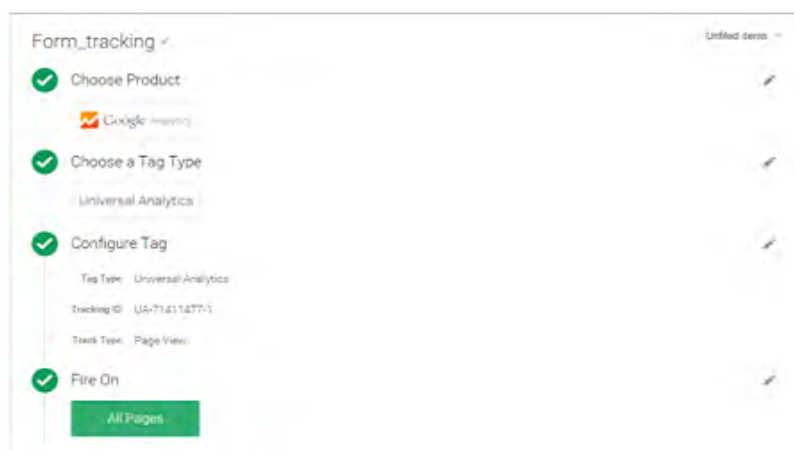 Form_tracking
Unfiled items
Choose Product
Google Analytics
Choose a Tag Type
Universal Analytics
Configure Tag
Tag Type Universal Analytics
Tracking ID UA-71411477-1
Track Type Page View
Fire On
All Pages